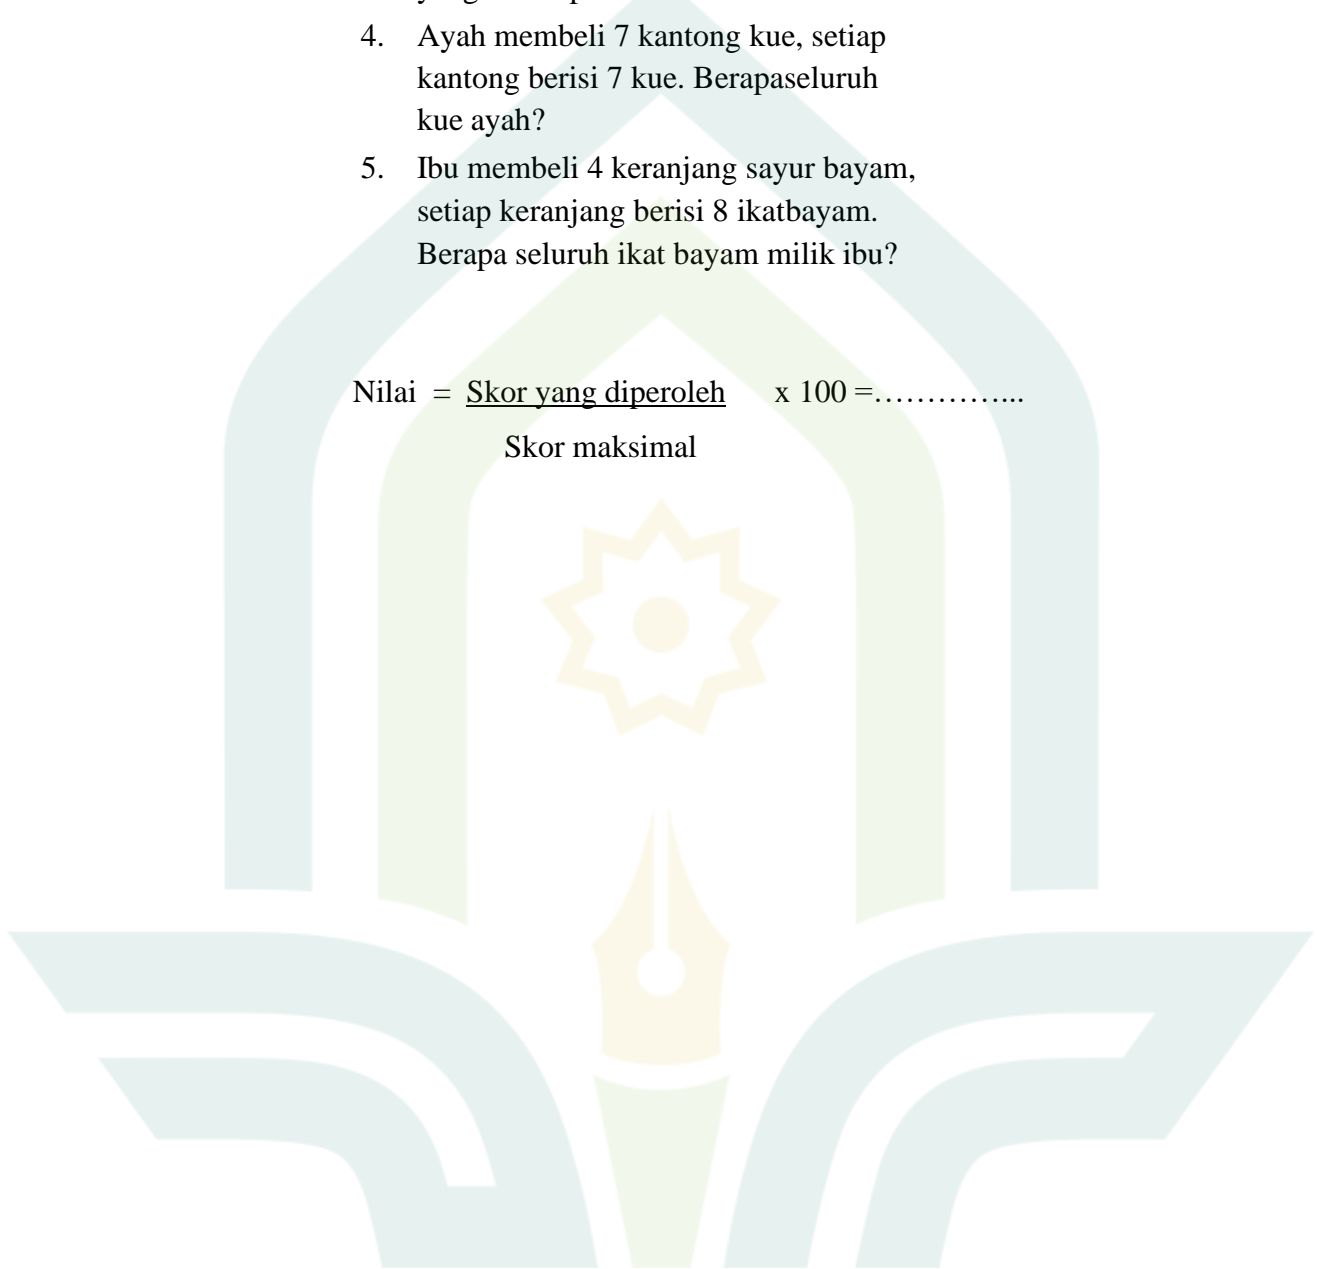 4. Ayah membeli 7 kantong kue, setiap
kantong berisi 7 kue. Berapaseluruh
kue ayah?
5. Ibu membeli 4 keranjang sayur bayam,
setiap keranjang berisi 8 ikatbayam.
Berapa seluruh ikat bayam milik ibu?
Nilai = Skor yang diperoleh x 100 =…………...
Skor maksimal